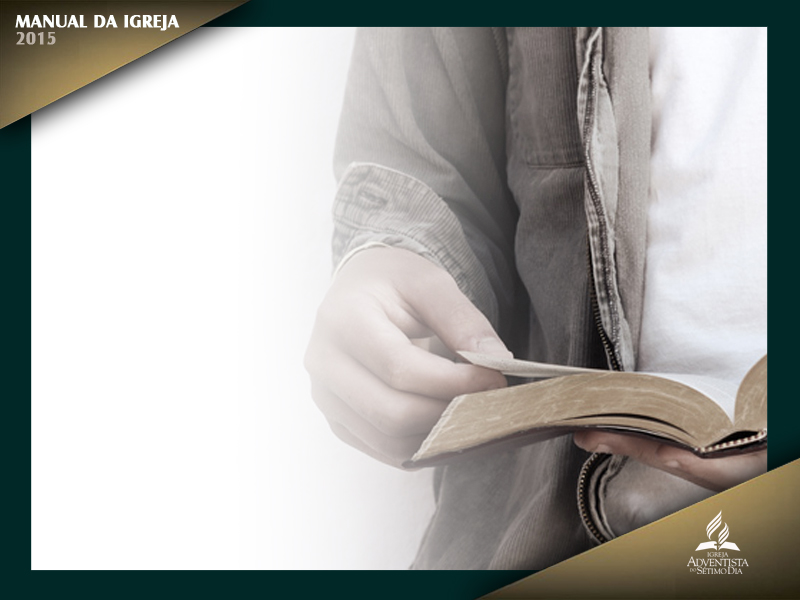 MANUAL DA IGREJA
2015
IGREJA
ADVENTISTA
DO SÉTIMO DIA